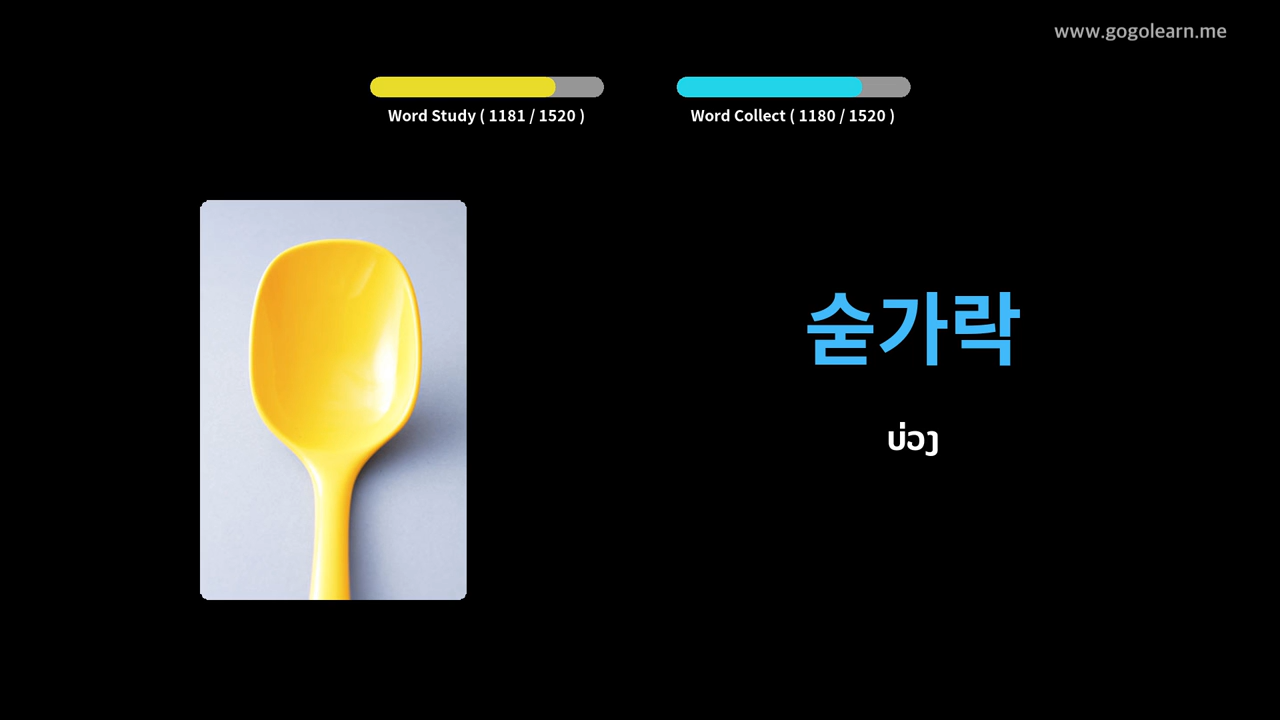 www.gogolearn.me
Word Study ( 1181 / 1520 )
Word Collect ( 1180 / 1520 )
숟가락
ບ່ວງ